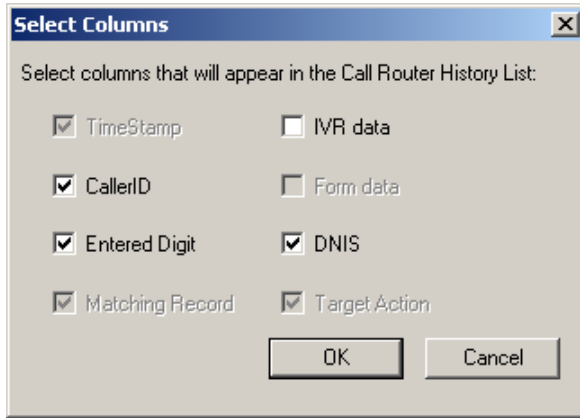 Select Columns
Select columns that will appear in the Call Router History List:
TimeStamp
IVR data
CallerID
Form data
Entered Digit
DNIS
Matching Record
Target Action
OK
Cancel